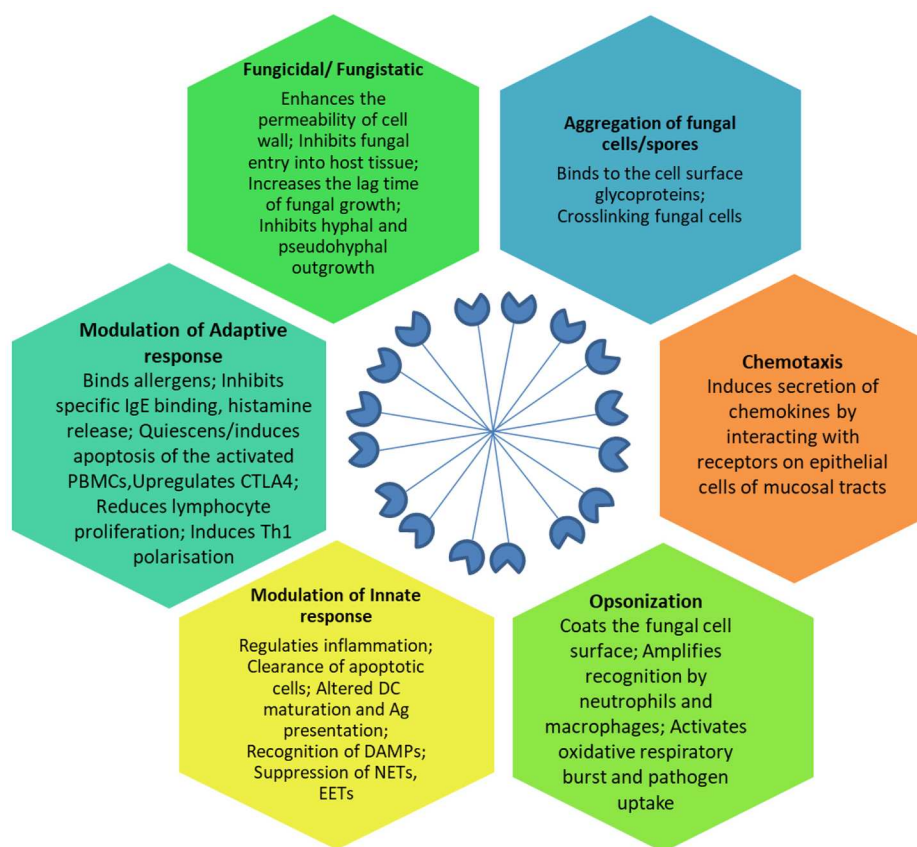 Fungicidal/ Fungistatic
Enhances the
permeability of cell
wall; Inhibits fungal
entry into host tissue;
Increases the lag time
of fungal growth;
Inhibits hyphal and
pseudohyphal
outgrowth
Aggregation of fungal
cells/spores
Binds to the cell surface
glycoproteins;
Crosslinking fungal cells
Modulation of Adaptive
response
Binds allergens; Inhibits
specific IgE binding, histamine
release; Quiescens/induces
apoptosis of the activated
PBMCs,Upregulates CTLA4;
Reduces lymphocyte
proliferation; Induces Th1
polarisation
Chemotaxis
Induces secretion of
chemokines by
interacting with
receptors on epithelial
cells of mucosal tracts
Modulation of Innate
response
Regulaties inflammation;
Clearance of apoptotic
cells; Altered DC
maturation and Ag
presentation;
Recognition of DAMPs;
Suppression of NETs,
EETs
Opsonization
Coats the fungal cell
surface; Amplifies
recognition by
neutrophils and
macrophages; Activates
oxidative respiratory
burst and pathogen
uptake